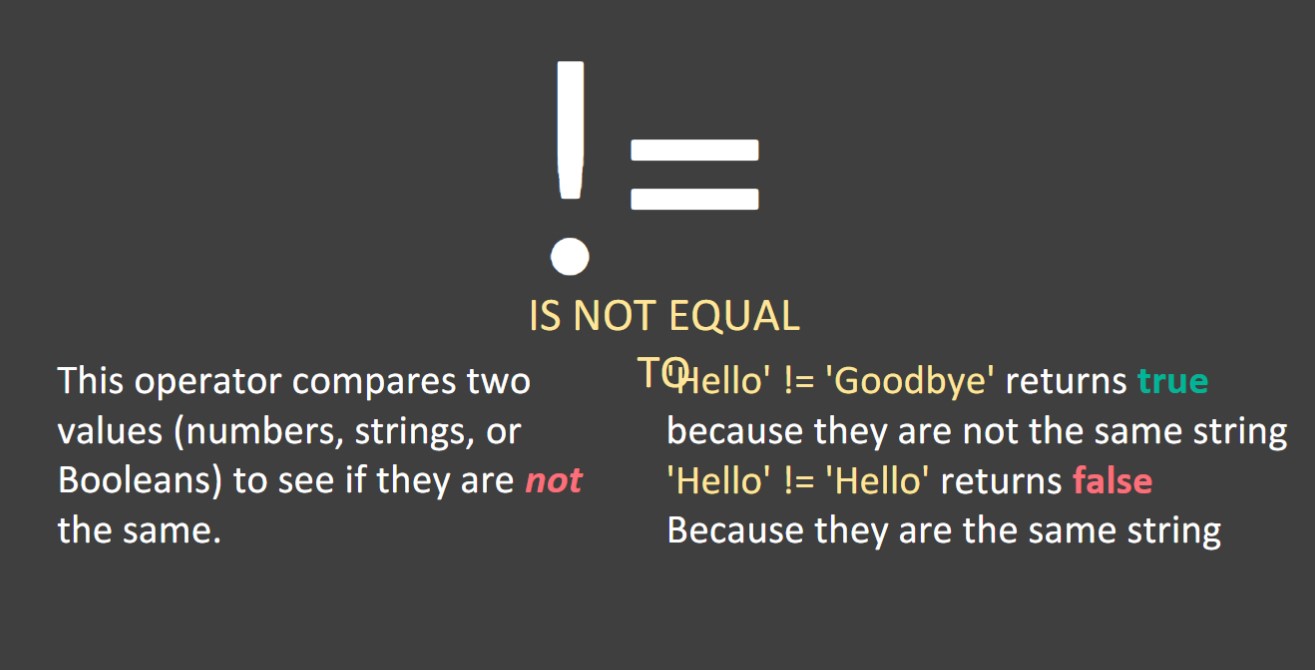 !=
IS NOT EQUAL
TO
This operator compares two
values (numbers, strings, or
Booleans) to see if they are not
the same.
'Hello' != 'Goodbye' returns true
because they are not the same string
'Hello' != 'Hello' returns false
Because they are the same string